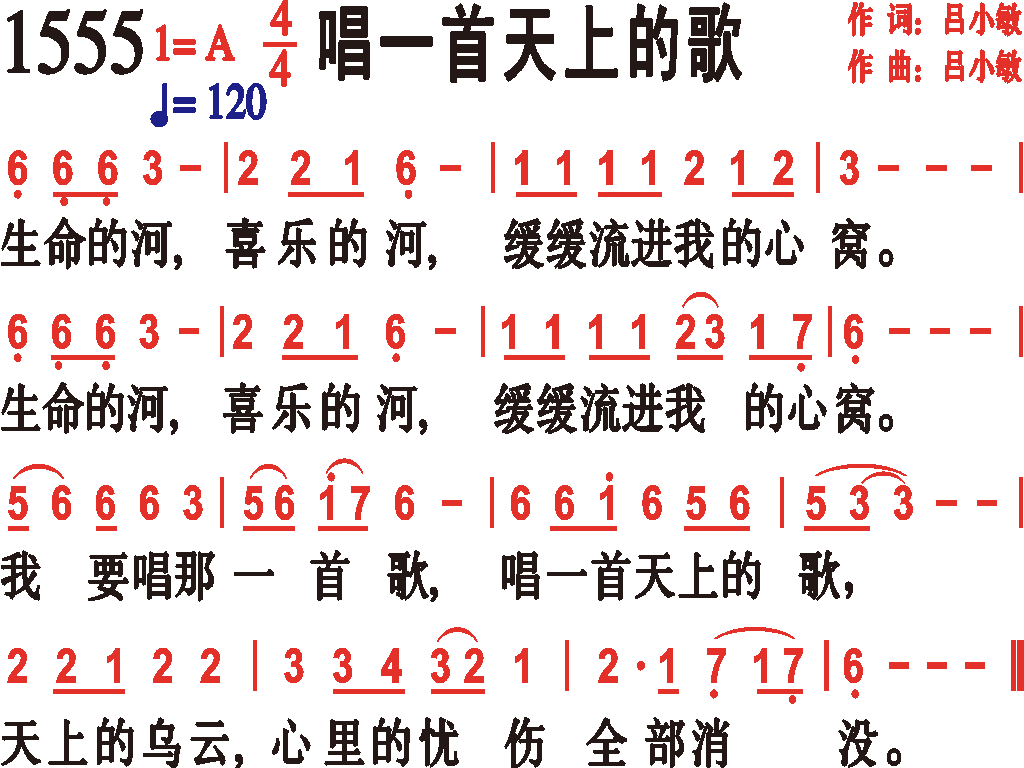 1555 1=A 4/4 唱一首天上的歌 作词：吕小敏
♩=120 作曲：吕小敏
6 6 6 3 - | 2 2 1 6 - | 1 1 1 1 2 1 2 | 3 - - - |
生命的河, 喜乐的河, 缓缓流进我的心窝。
6 6 6 3 - | 2 2 1 6 - | 1 1 1 1 2 3 1 7 | 6 - - - |
生命的河, 喜乐的河, 缓缓流进我 的心窝。
5 6 6 6 3 | 5 6 1 7 6 - | 6 6 1 6 5 6 | 5 3 3 - - |
我 要唱那一 首 歌, 唱一首天上的 歌,
2 2 1 2 2 | 3 3 4 3 2 1 | 2 · 1 7 1 7 | 6 - - - ‖
天上的乌云, 心里的忧 伤 全部消 没。